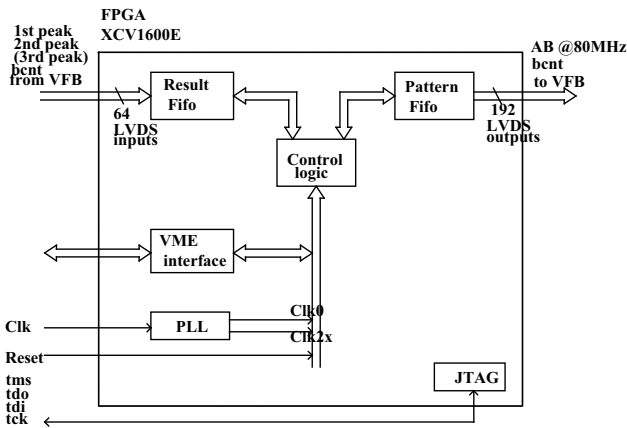 FPGA
XCV1600E
1st peak
2nd peak
(3rd peak)
bcnt
from VFB
64
LVDS
inputs
Result
Fifo
Pattern
Fifo
AB @80MHz
bcnt
to VFB
192
LVDS
outputs
Control
logic
VME
interface
Clk
PLL
Clk0
Clk2x
Reset
JTAG
tms
tdo
tdi
tck